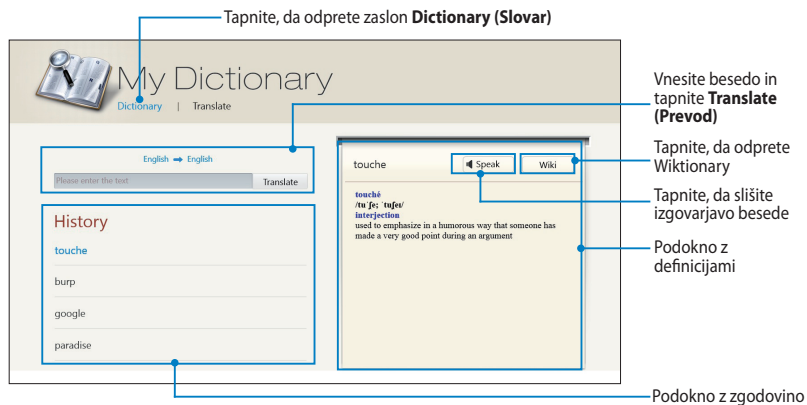 Tapnite, da odprete zaslon Dictionary (Slovar)
My Dictionary
Dictionary | Translate
English ➡ English
Please enter the text
Translate
History
touche
burp
google
paradise
touche
Speak
Wiki
touché
/tuˈʃe; ˈtuʃeɪ/
interjection
used to emphasize in a humorous way that someone has
made a very good point during an argument
Vnesite besedo in
tapnite Translate
(Prevod)
Tapnite, da odprete
Wiktionary
Tapnite, da slišite
izgovarjavo besede
Podokno z
definicijami
Podokno z zgodovino